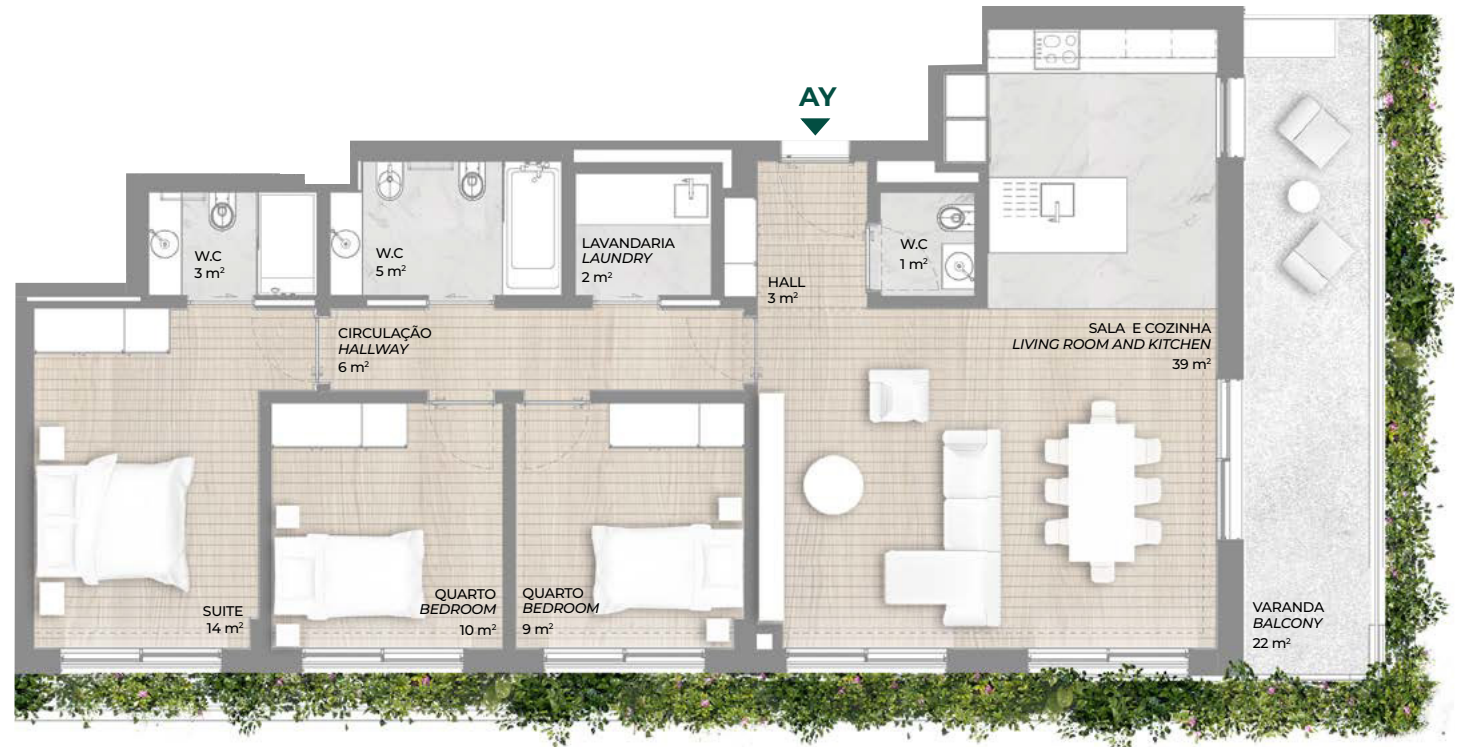 AY
W.C
3 m²
W.C
5 m²
LAVANDARIA
LAUNDRY
2 m²
HALL
3 m²
W.C
1 m²
CIRCULAÇÃO
HALLWAY
6 m²
SALA E COZINHA
LIVING ROOM AND KITCHEN
39 m²
SUITE
14 m²
QUARTO
BEDROOM
10 m²
QUARTO
BEDROOM
9 m²
VARANDA
BALCONY
22 m²